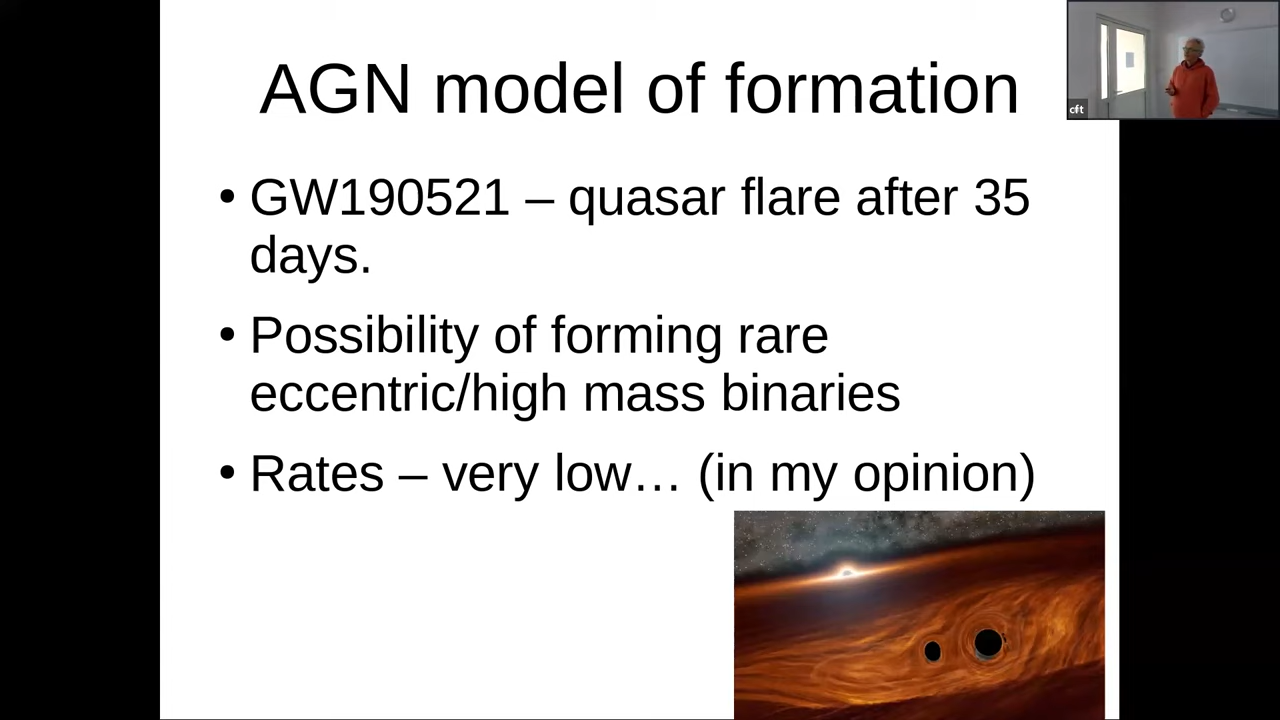 AGN model of formation
cft
• GW190521 – quasar flare after 35
days.
• Possibility of forming rare
eccentric/high mass binaries
• Rates – very low… (in my opinion)